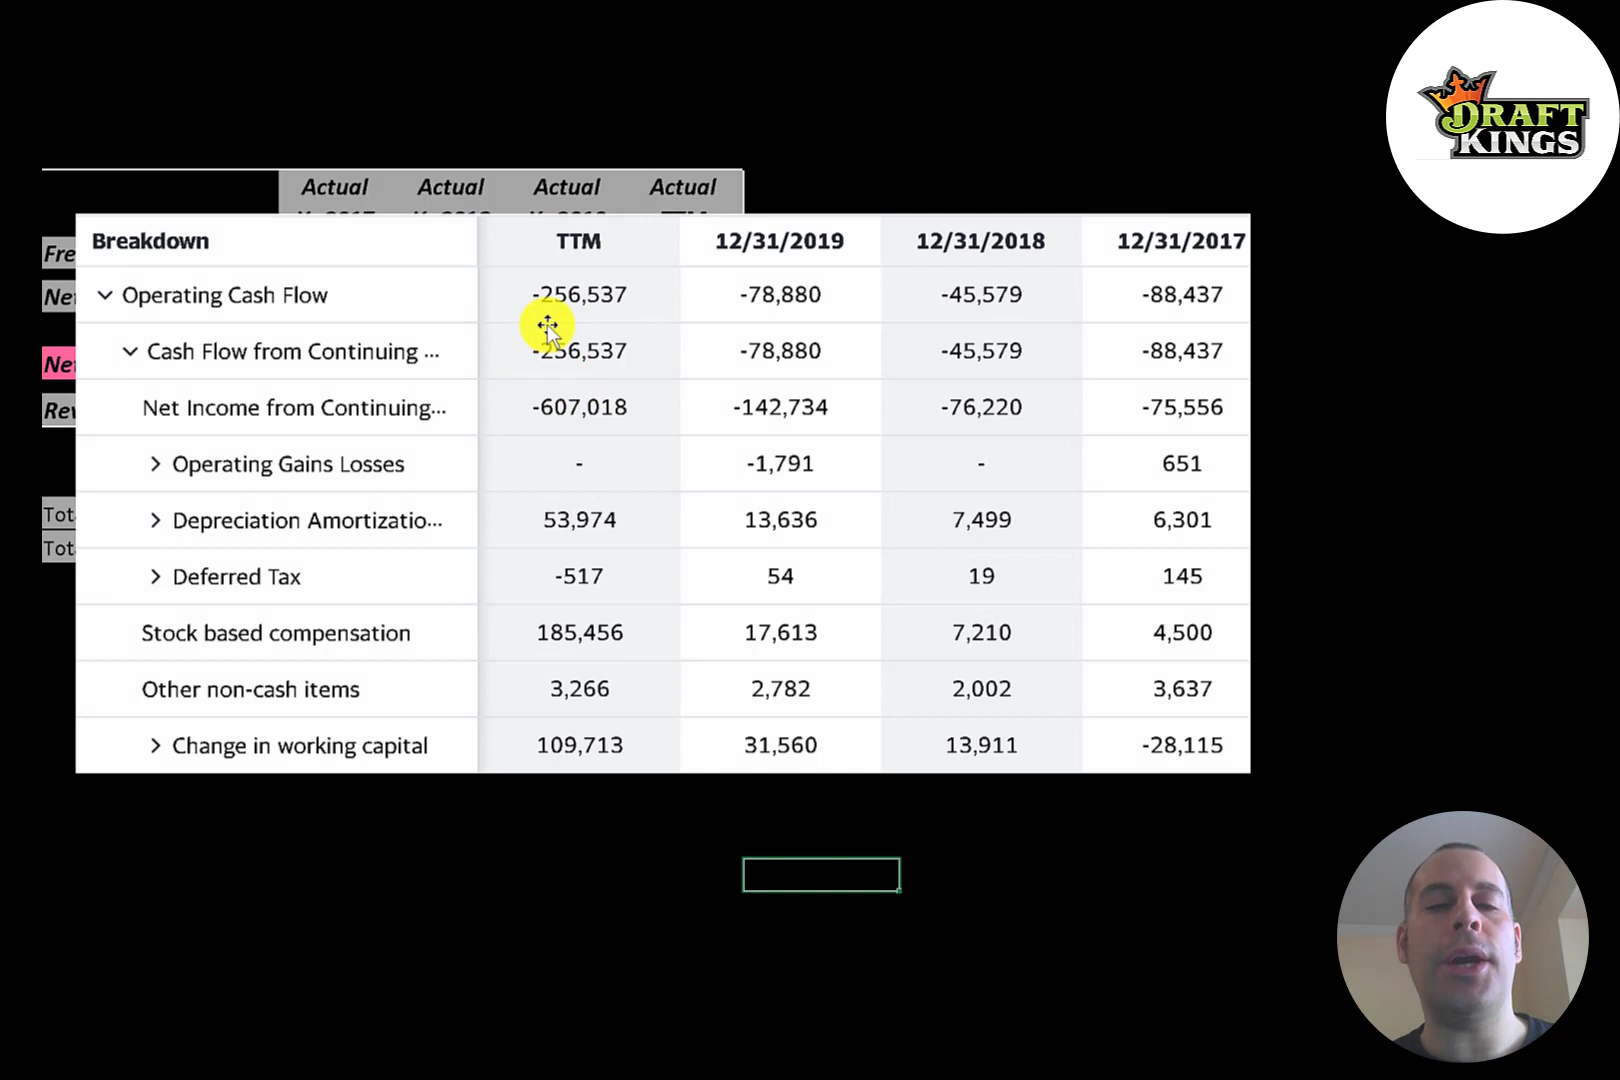 DRAFT
KINGS
Actual Actual Actual Actual
Breakdown TTM 12/31/2019 12/31/2018 12/31/2017
Operating Cash Flow -256,537 -78,880 -45,579 -88,437
Cash Flow from Continuing ... -256,537 -78,880 -45,579 -88,437
Net Income from Continuing... -607,018 -142,734 -76,220 -75,556
Operating Gains Losses - -1,791 - 651
Depreciation Amortizatio... 53,974 13,636 7,499 6,301
Deferred Tax -517 54 19 145
Stock based compensation 185,456 17,613 7,210 4,500
Other non-cash items 3,266 2,782 2,002 3,637
Change in working capital 109,713 31,560 13,911 -28,115